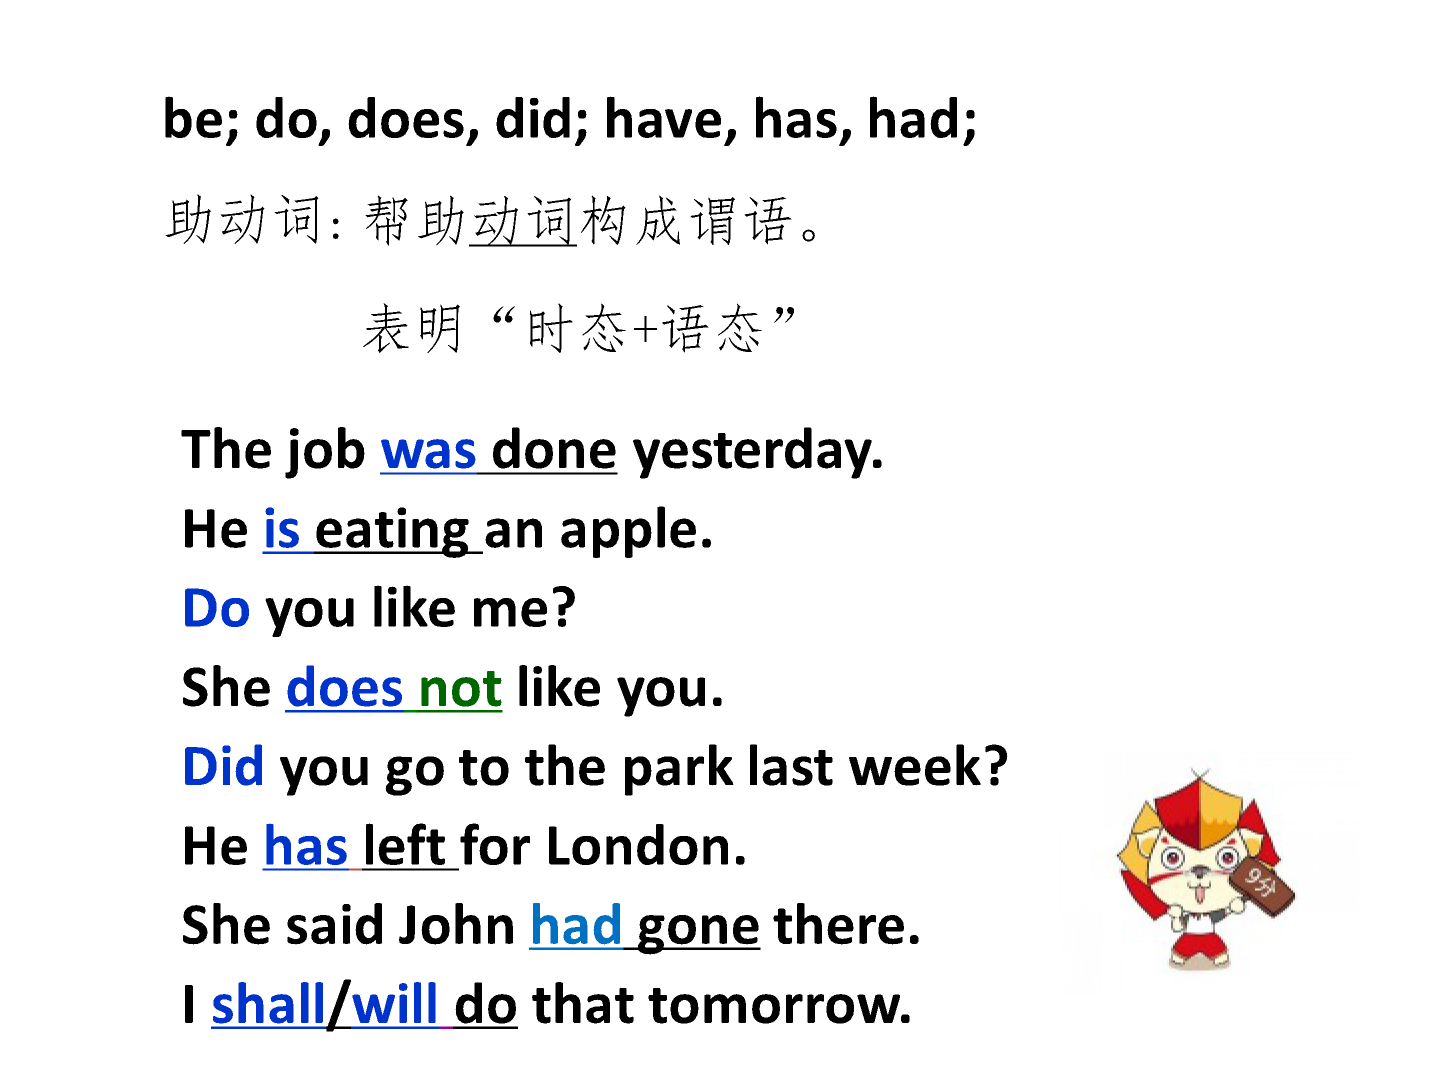 be; do, does, did; have, has, had;
助动词：帮助动词构成谓语。
表明“时态+语态”
The job was done yesterday.
He is eating an apple.
Do you like me?
She does not like you.
Did you go to the park last week?
He has left for London.
She said John had gone there.
I shall/will do that tomorrow.
9分